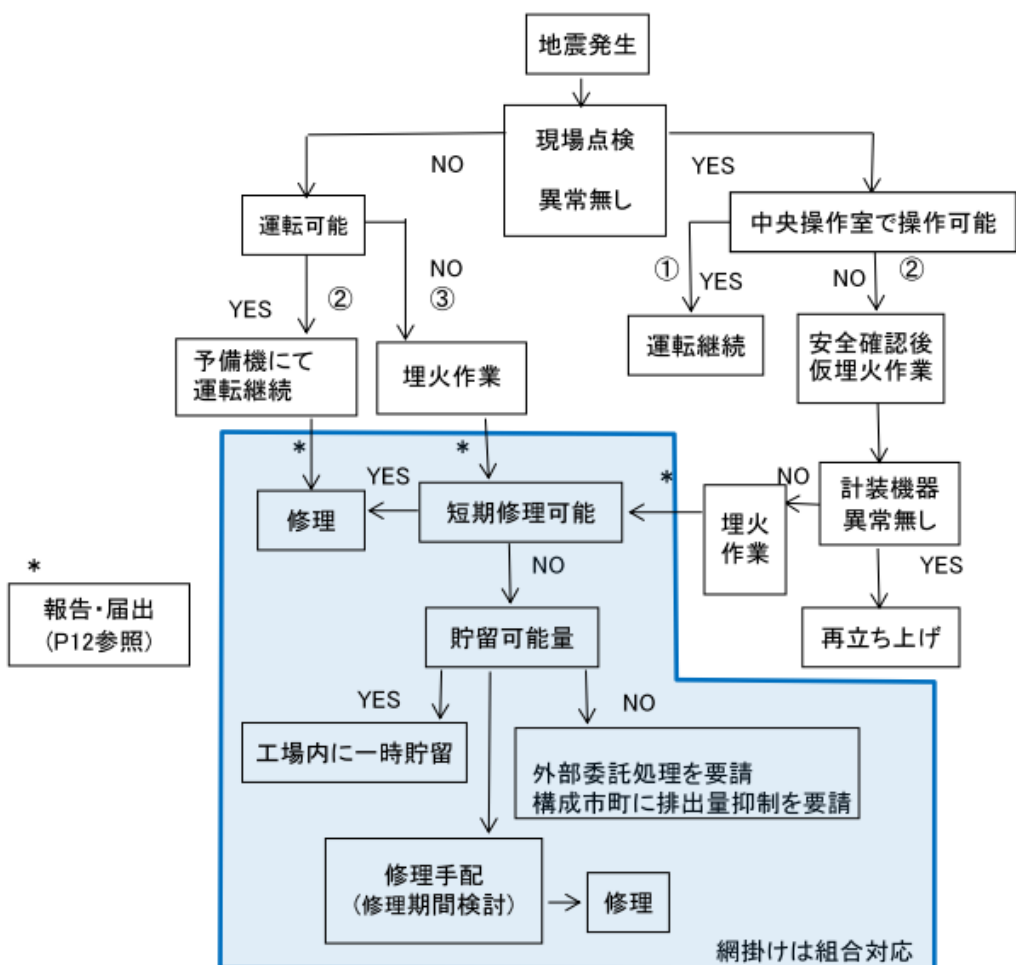 地震発生
現場点検
異常無し
NO
YES
運転可能
中央操作室で操作可能
YES
②
NO
③
①
YES
NO
②
予備機にて
運転継続
埋火作業
運転継続
安全確認後
仮埋火作業
*
*
*
YES
NO
修理
短期修理可能
埋火
作業
計装機器
異常無し
NO
YES
*
報告・届出
(P12参照)
貯留可能量
再立ち上げ
YES
NO
工場内に一時貯留
外部委託処理を要請
構成市町に排出量抑制を要請
修理手配
(修理期間検討)
修理
網掛けは組合対応